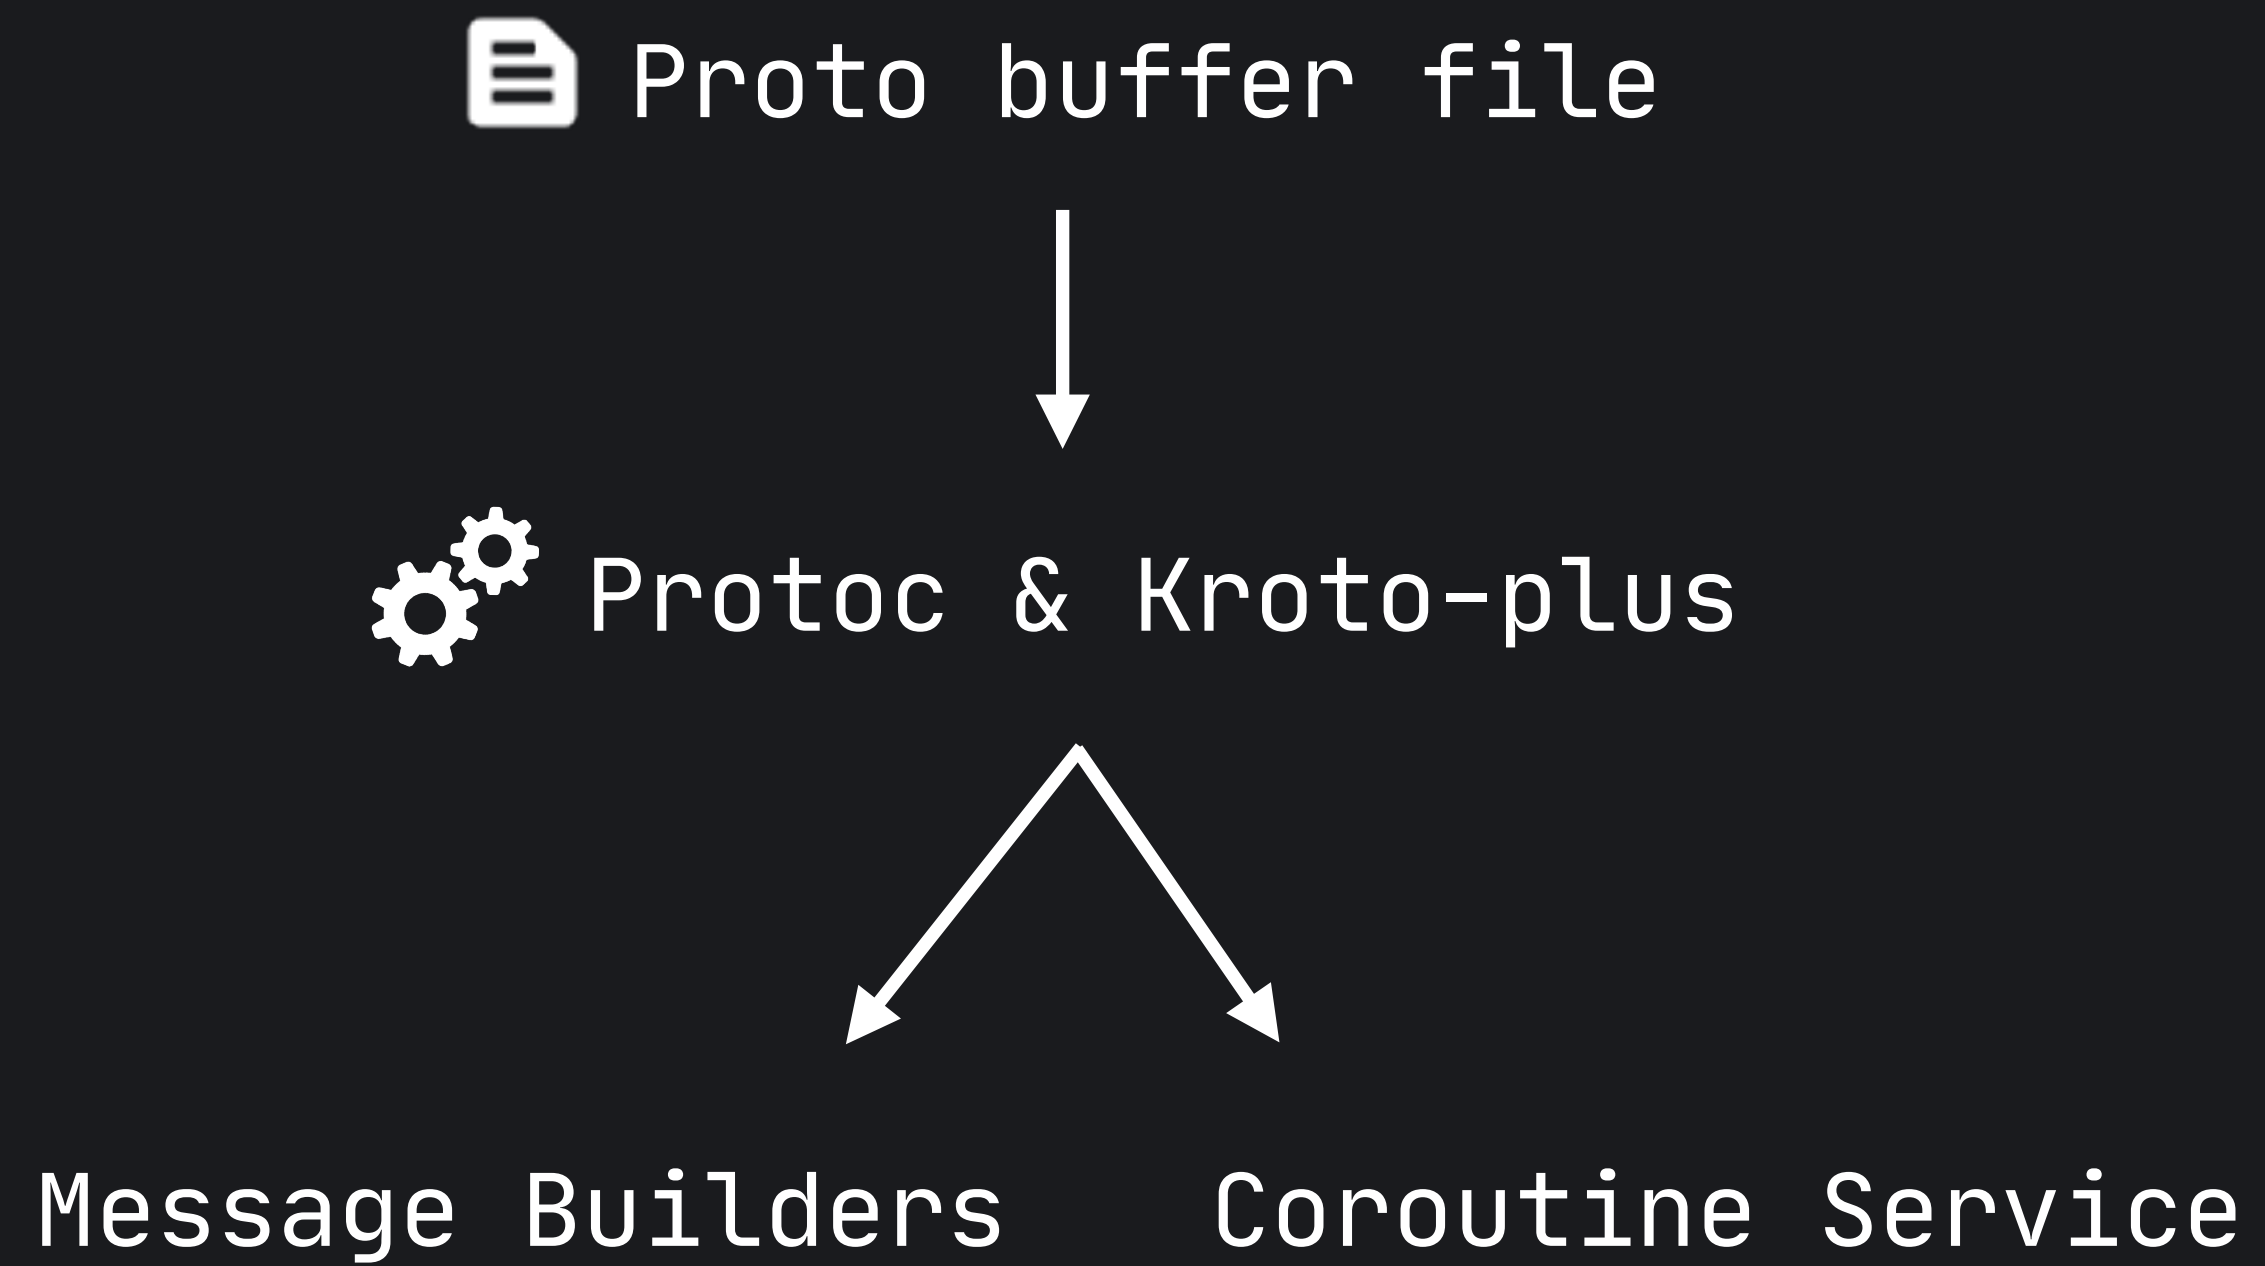 Proto buffer file
Protoc & Kroto-plus
Message Builders
Coroutine Service